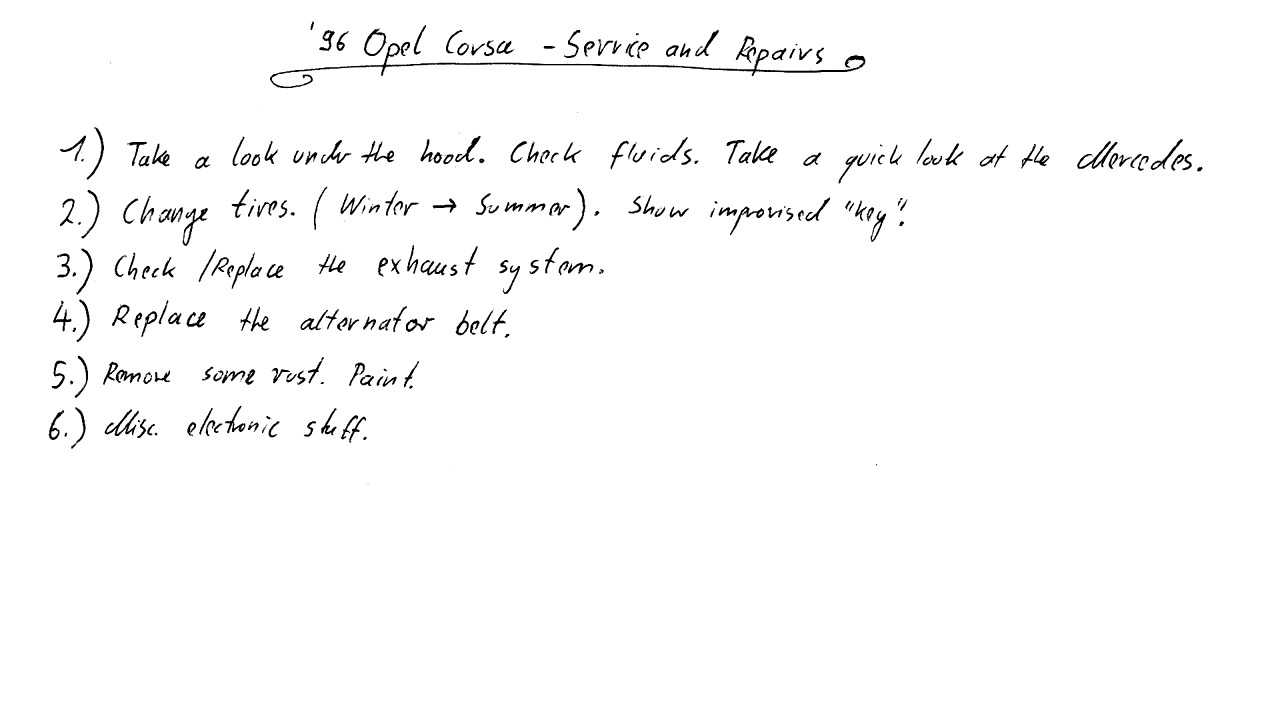 '96 Opel Corsa - Service and Repairs
1.) Take a look under the hood. Check fluids. Take a quick look at the Mercedes.
2.) Change tires. (Winter → Summer). Show improvised "key".
3.) Check/Replace the exhaust system.
4.) Replace the alternator belt.
5.) Remove some rust. Paint.
6.) Misc. electronic stuff.